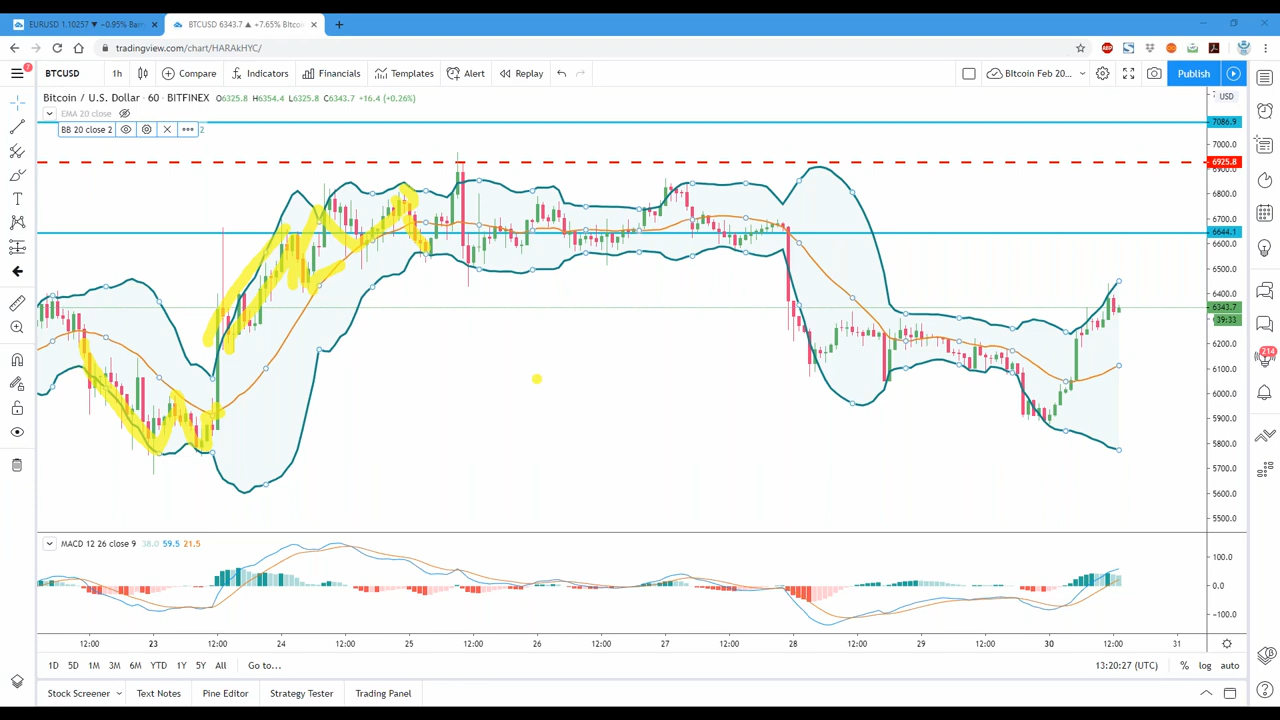 EURUSD 1.10257 ▼ −0.95% Bar
BTCUSD 6343.7 ▲ +7.65% Bitcoi
tradingview.com/chart/HARAkHYC/
ABP
7
BTCUSD 1h Compare Indicators Financials Templates Alert Replay BItcoin Feb 20... Publish
Bitcoin / U.S. Dollar · 60 · BITFINEX O6325.8 H6354.4 L6325.8 C6343.7 +16.4 (+0.26%)
USD
EMA 20 close
BB 20 close 2 2
7086.9
7000.0
6925.8
6900.0
6800.0
6700.0
6644.1
6600.0
6500.0
6400.0
6343.7
39:33
6200.0
6100.0
6000.0
5900.0
5800.0
5700.0
5600.0
5500.0
214
MACD 12 26 close 9 38.0 59.5 21.5
100.0
0.0
−100.0
12:00 23 12:00 24 12:00 25 12:00 26 12:00 27 12:00 28 12:00 29 12:00 30 12:00 31
1D 5D 1M 3M 6M YTD 1Y 5Y All Go to... 13:20:27 (UTC) % log auto
Stock Screener Text Notes Pine Editor Strategy Tester Trading Panel